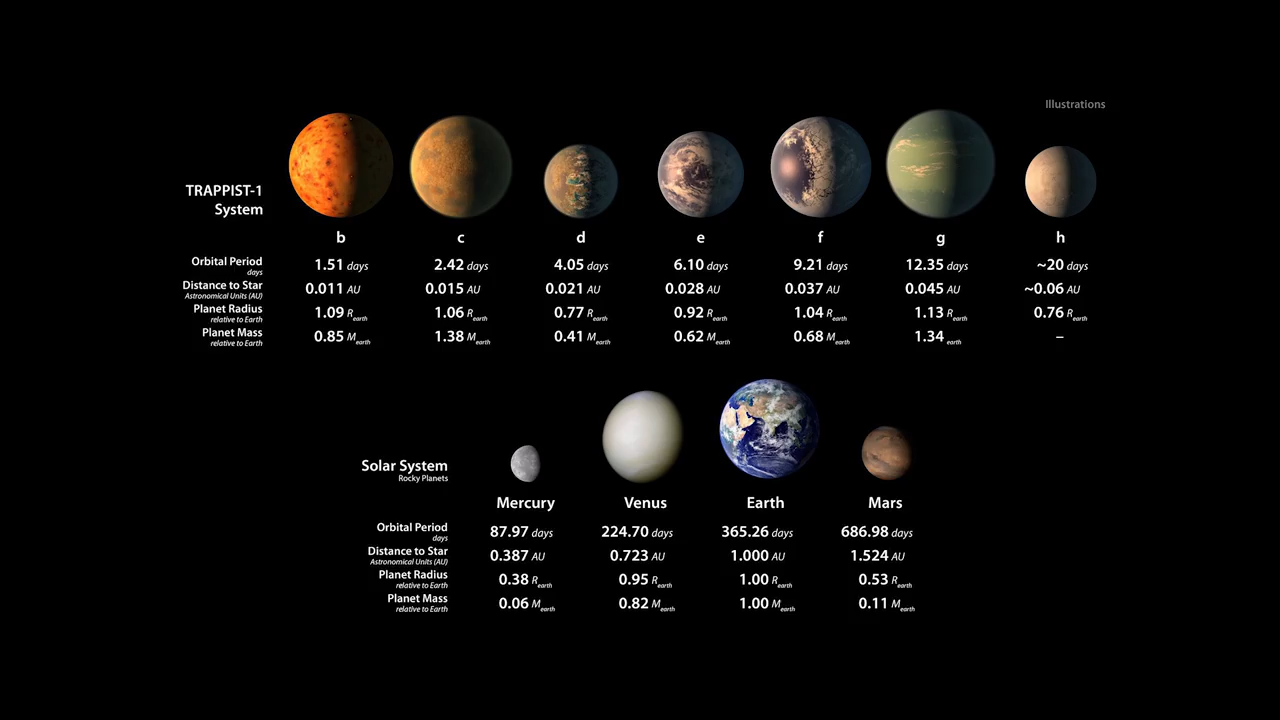 Illustrations
TRAPPIST-1
System
b c d e f g h
Orbital Period 1.51 days 2.42 days 4.05 days 6.10 days 9.21 days 12.35 days ~20 days
days
Distance to Star 0.011 AU 0.015 AU 0.021 AU 0.028 AU 0.037 AU 0.045 AU ~0.06 AU
Astronomical Units (AU)
Planet Radius 1.09 Rearth 1.06 Rearth 0.77 Rearth 0.92 Rearth 1.04 Rearth 1.13 Rearth 0.76 Rearth
relative to Earth
Planet Mass 0.85 Mearth 1.38 Mearth 0.41 Mearth 0.62 Mearth 0.68 Mearth 1.34 earth –
relative to Earth
Solar System
Rocky Planets
Mercury Venus Earth Mars
Orbital Period 87.97 days 224.70 days 365.26 days 686.98 days
days
Distance to Star 0.387 AU 0.723 AU 1.000 AU 1.524 AU
Astronomical Units (AU)
Planet Radius 0.38 Rearth 0.95 Rearth 1.00 Rearth 0.53 Rearth
relative to Earth
Planet Mass 0.06 Mearth 0.82 Mearth 1.00 Mearth 0.11 Mearth
relative to Earth